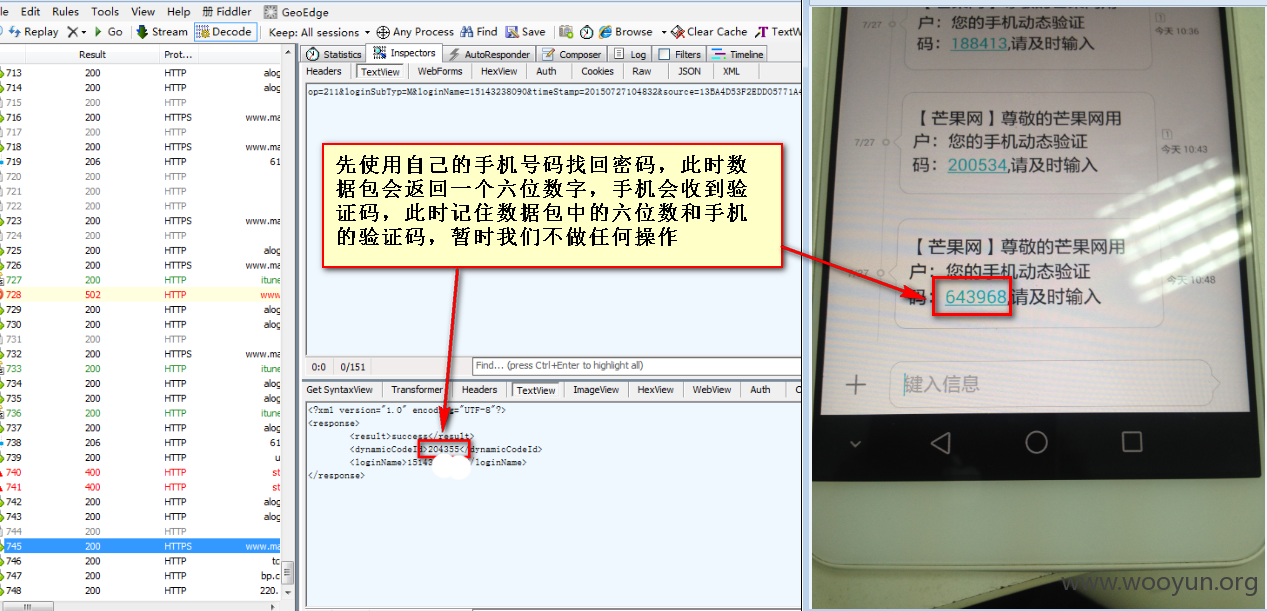 le Edit Rules Tools View Help Fiddler GeoEdge
Replay Go Stream Decode Keep: All sessions Any Process Find Save Browse Clear Cache TextW
Result Prot...
713 200 HTTP alog
714 200 HTTP alog
715 200 HTTP
716 200 HTTPS www.ma
717 200 HTTP
718 200 HTTPS www.ma
719 206 HTTP 61
720 200 HTTP
721 200 HTTP
722 200 HTTP
723 200 HTTPS www.ma
724 200 HTTP
725 200 HTTP alog
726 200 HTTPS www.ma
727 200 HTTP itune
728 502 HTTP www
729 200 HTTP alog
730 200 HTTP alog
731 200 HTTP
732 200 HTTPS www.ma
733 200 HTTP itune
734 200 HTTP alog
735 200 HTTP alog
736 200 HTTP itune
737 200 HTTP alog
738 206 HTTP 61
739 200 HTTP u
740 400 HTTP st
741 400 HTTP st
742 200 HTTP alog
743 200 HTTP alog
744 200 HTTP
745 200 HTTPS www.ma
746 200 HTTP tc
747 200 HTTP bp.c
748 200 HTTP 220.
Statistics Inspectors AutoResponder Composer Log Filters Timeline
Headers TextView WebForms HexView Auth Cookies Raw JSON XML
op=211&loginSubTyp=M&loginName=15143238090&timeStamp=20150727104832&source=13BA4D53F2EDD05771A4
先使用自己的手机号码找回密码，此时数
据包会返回一个六位数字，手机会收到验
证码，此时记住数据包中的六位数和手机
的验证码，暂时我们不做任何操作
0:0 0/151 Find... (press Ctrl+Enter to highlight all)
Get SyntaxView Transformer Headers TextView ImageView HexView WebView Auth C
<?xml version="1.0" encoding="UTF-8"?>
<response>
<result>success</result>
<dynamicCodeId>204355</dynamicCodeId>
<loginName>15143 /loginName>
</response>
7/27
户：您的手机动态验证
码：188413,请及时输入
1
今天 10:36
【芒果网】尊敬的芒果网用
7/27 户：您的手机动态验证
码：200534,请及时输入
1
今天 10:43
【芒果网】尊敬的芒果网用
7/27 户：您的手机动态验证
码：643968,请及时输入
今天 10:48
键入信息
www.wooyun.org